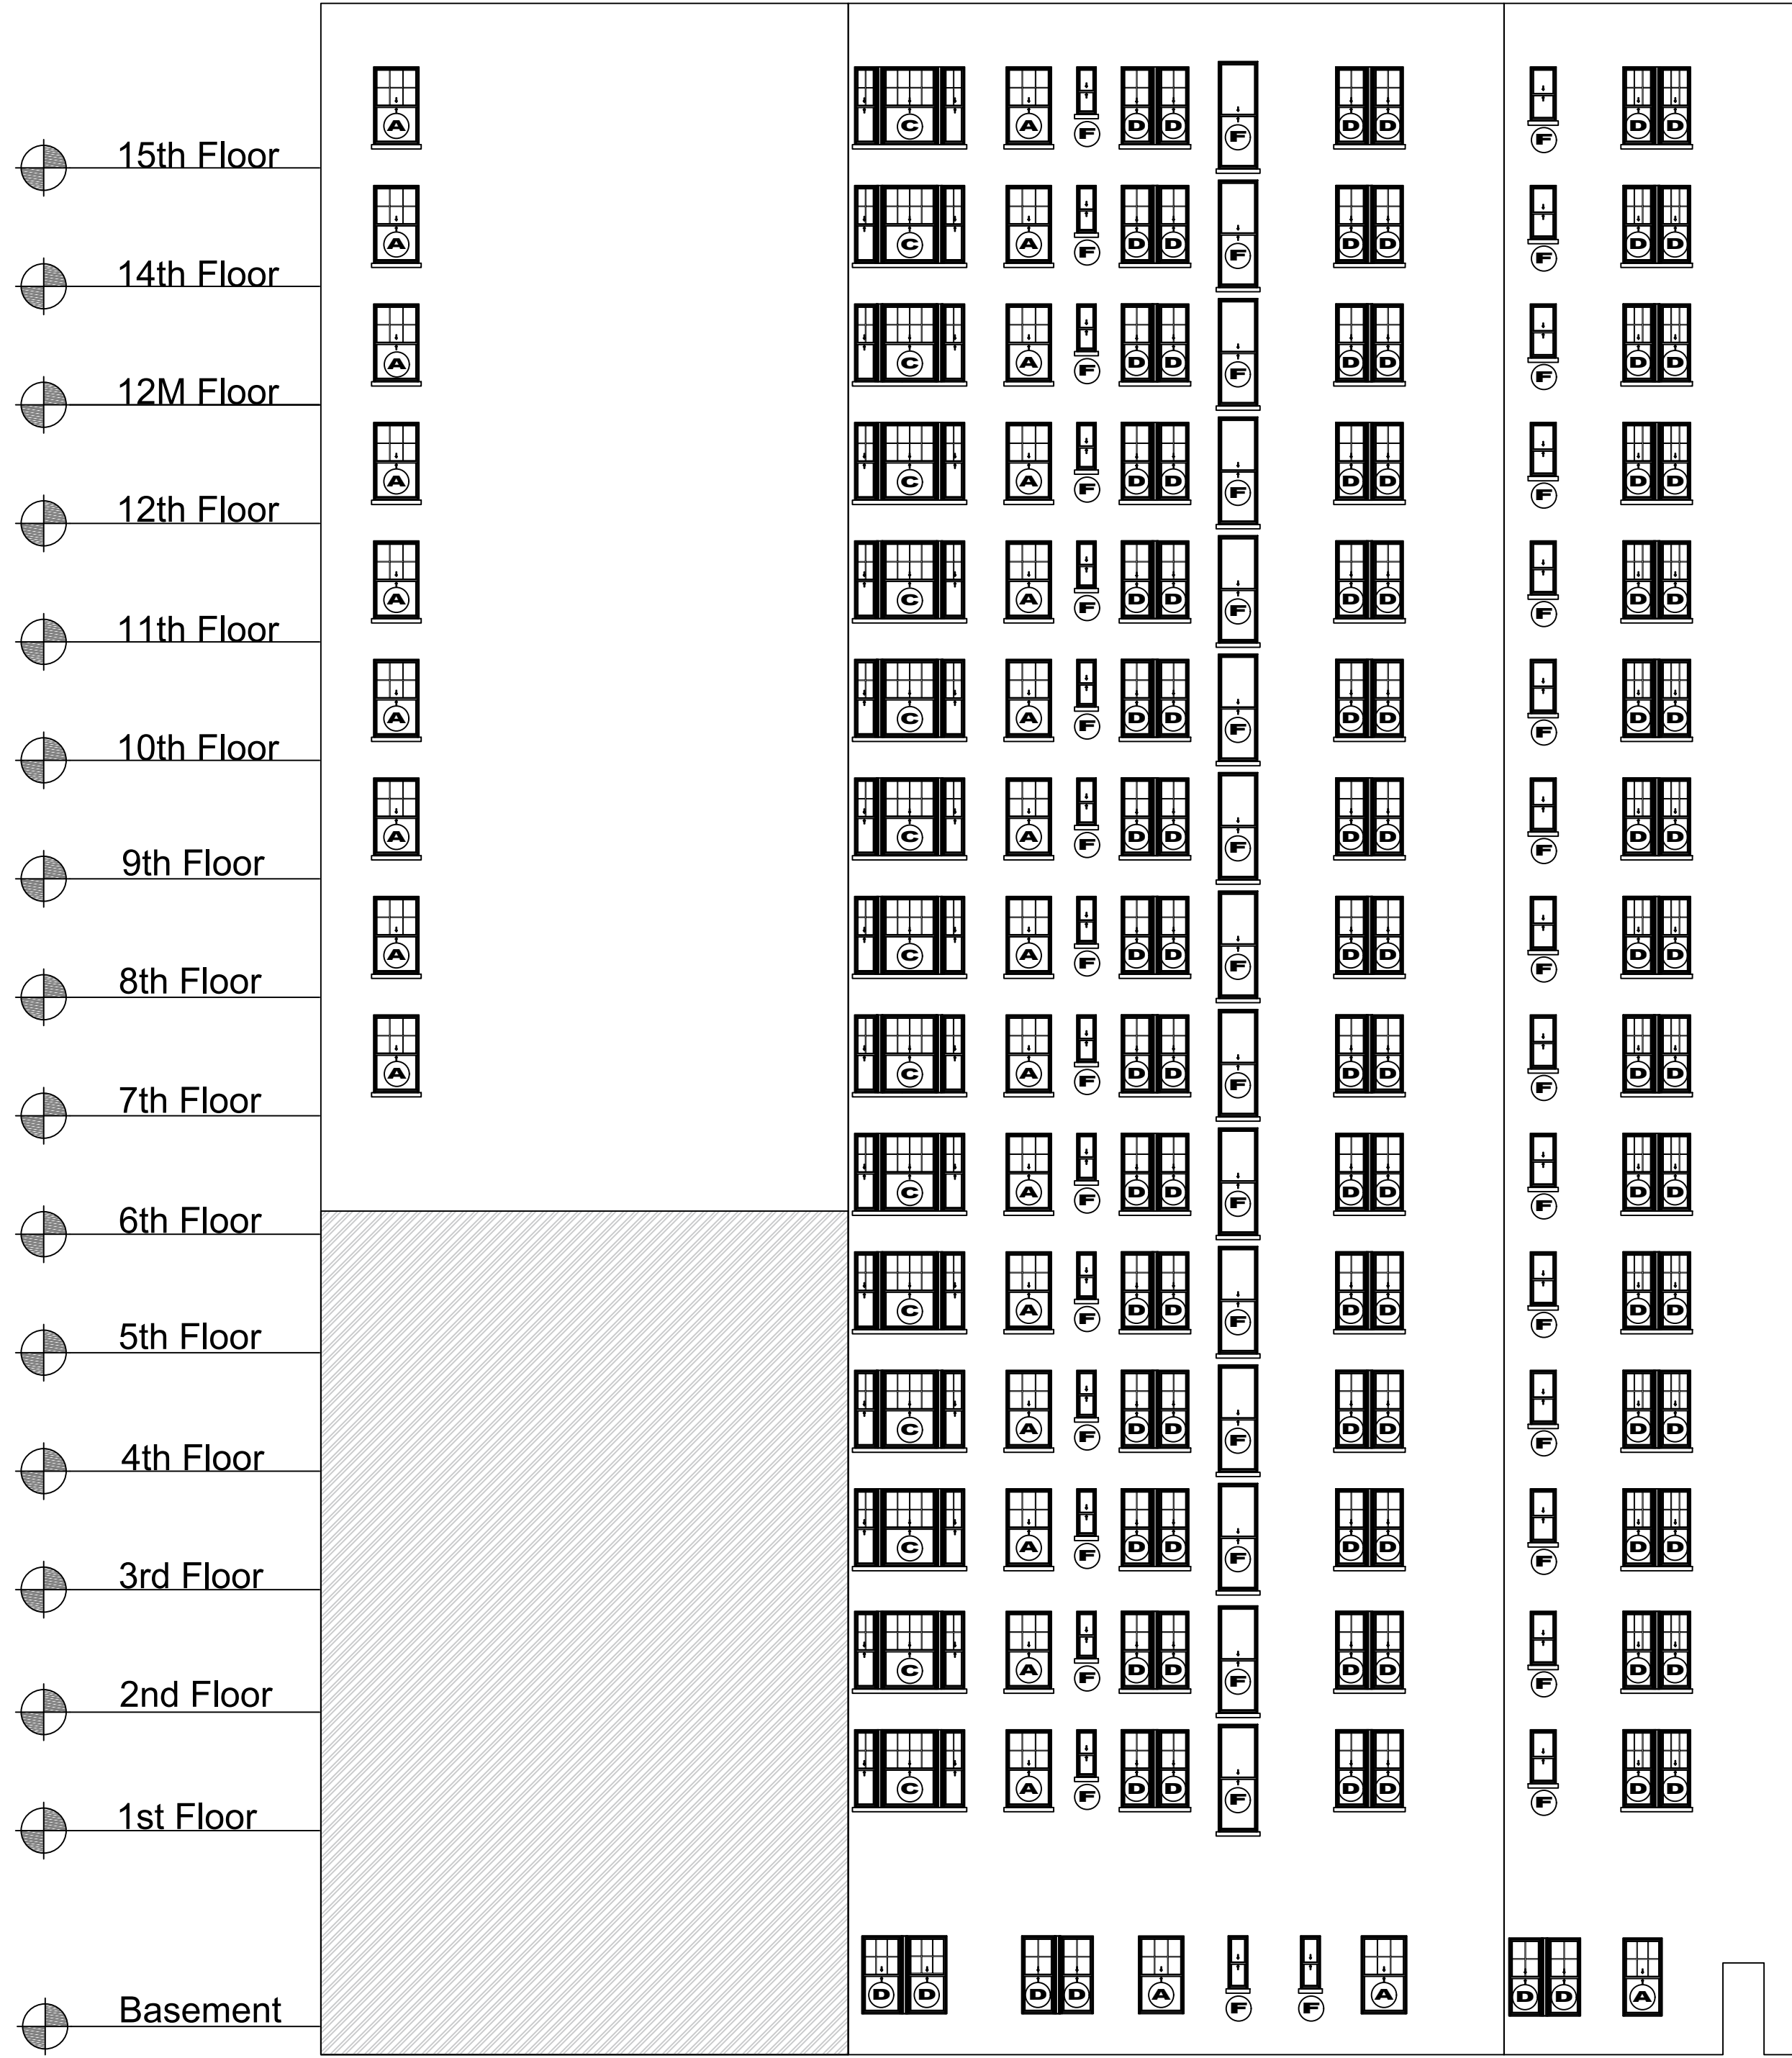 15th Floor A C A F D D F D D F D D
14th Floor A C A F D D F D D F D D
12M Floor A C A F D D F D D F D D
12th Floor A C A F D D F D D F D D
11th Floor A C A F D D F D D F D D
10th Floor A C A F D D F D D F D D
9th Floor A C A F D D F D D F D D
8th Floor A C A F D D F D D F D D
7th Floor A C A F D D F D D F D D
6th Floor C A F D D F D D F D D
5th Floor C A F D D F D D F D D
4th Floor C A F D D F D D F D D
3rd Floor C A F D D F D D F D D
2nd Floor C A F D D F D D F D D
1st Floor C A F D D F D D F D D
Basement D D D D A F F A D D A